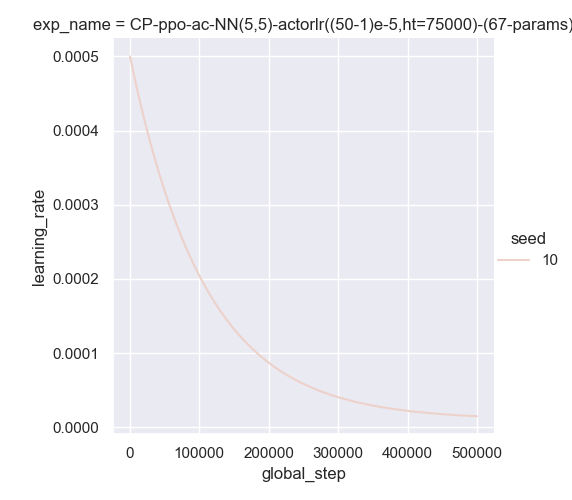 exp_name = CP-ppo-ac-NN(5,5)-actorlr((50-1)e-5,ht=75000)-(67-params)
0.0005
0.0004
0.0003
0.0002
0.0001
0.0000
learning_rate
0 100000 200000 300000 400000 500000
global_step
seed
10